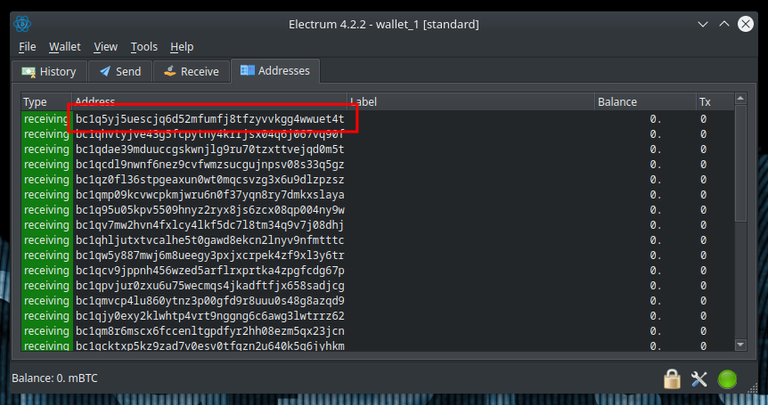 Electrum 4.2.2 - wallet_1 [standard]
File Wallet View Tools Help
History Send Receive Addresses
Type Address Label Balance Tx
receiving bc1q5yj5uescjq6d52mfumfj8tfzyvvkgg4wwuet4t 0. 0
receiving 0. 0
receiving bc1qdae39mduuccgskwnjlg9ru70tzxttvejqd0m5t 0. 0
receiving bc1qcdl9nwnf6nez9cvfwmzsucgujnpsv08s33q5gz 0. 0
receiving bc1qz0fl36stpgeaxun0wt0mqcsvzg3x6u9dlzpzsz 0. 0
receiving bc1qmp09kcvwcpkmjwru6n0f37yqn8ry7dmkxslaya 0. 0
receiving bc1q95u05kpv5509hnyz2ryx8js6zcx08qp004ny9w 0. 0
receiving bc1qv7mw2hvn4fxlcy4lkf5dc7l8tm34q9v7j08dhj 0. 0
receiving bc1qhljutxtvcalhe5t0gawd8ekcn2lnyv9nfmtttc 0. 0
receiving bc1qw5y887mwj6m8ueegy3pxjxcrpek4zf9xl3y6tr 0. 0
receiving bc1qcv9jppnh456wzed5arflrxprtka4zpgfcdg67p 0. 0
receiving bc1qpvjur0zxu6u75wecmqs4jkadftfjx658sadjcg 0. 0
receiving bc1qmvcp4lu860ytnz3p00gfd9r8uuu0s48g8azqd9 0. 0
receiving bc1qjy0exy2klwhtp4vrt9nggng6c6awg3lwtrrz62 0. 0
receiving bc1qm8r6mscx6fccenltgpdfyr2hh08ezm5qx23jcn 0. 0
receiving bc1qcktxp5kz9zad7v0esv0tfqzn2u640k5q6jyhkm 0. 0
Balance: 0. mBTC